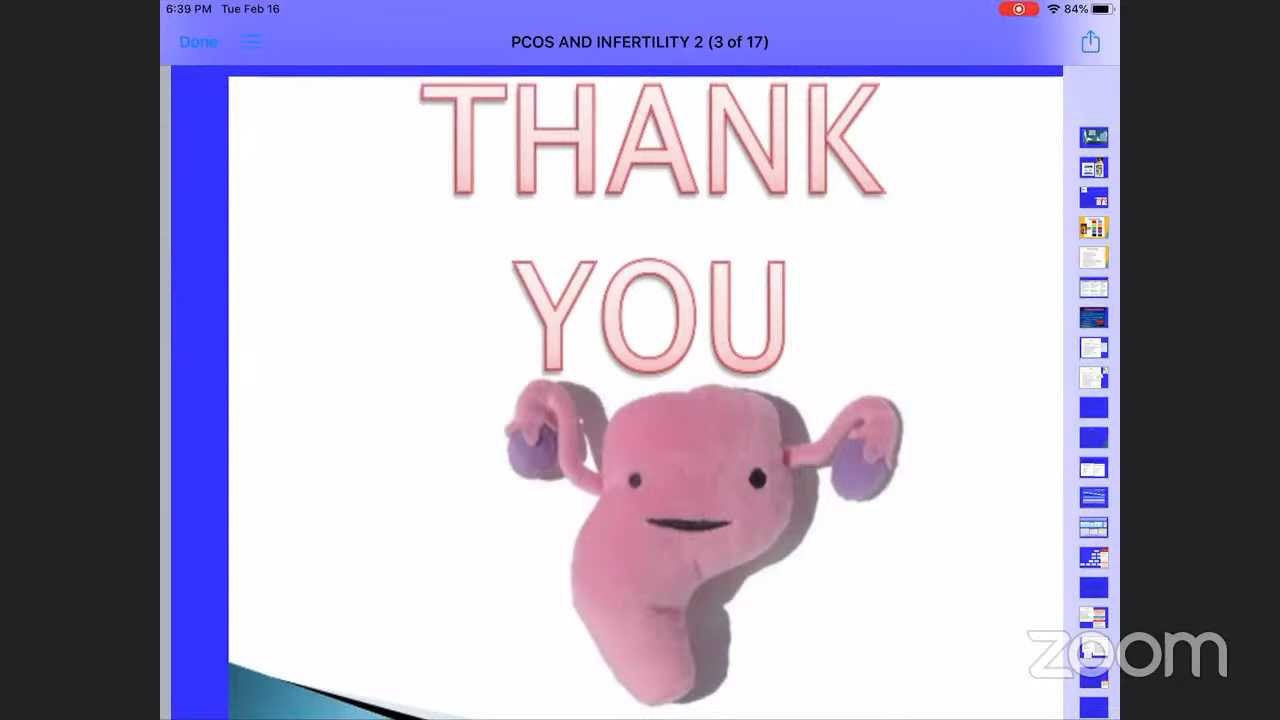 6:39 PM Tue Feb 16
84%
Done
PCOS AND INFERTILITY 2 (3 of 17)
THANK
YOU
zoom